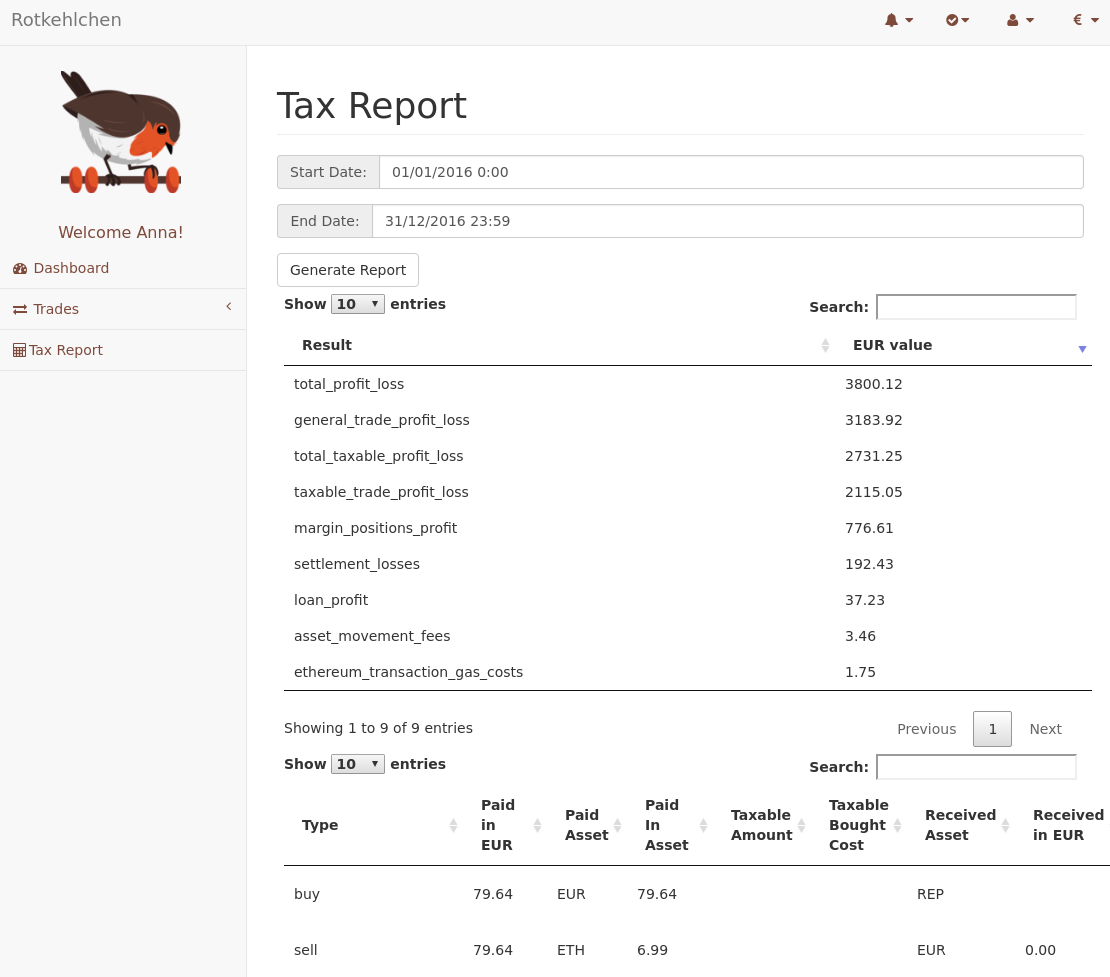 Rotkehlchen
€
Welcome Anna!
Dashboard
Trades
Tax Report
Tax Report
Start Date: 01/01/2016 0:00
End Date: 31/12/2016 23:59
Generate Report
Show 10 entries Search:
Result EUR value
total_profit_loss 3800.12
general_trade_profit_loss 3183.92
total_taxable_profit_loss 2731.25
taxable_trade_profit_loss 2115.05
margin_positions_profit 776.61
settlement_losses 192.43
loan_profit 37.23
asset_movement_fees 3.46
ethereum_transaction_gas_costs 1.75
Showing 1 to 9 of 9 entries Previous 1 Next
Show 10 entries Search:
Type Paid in EUR Paid Asset Paid In Asset Taxable Amount Taxable Bought Cost Received Asset Received in EUR
buy 79.64 EUR 79.64 REP
sell 79.64 ETH 6.99 EUR 0.00